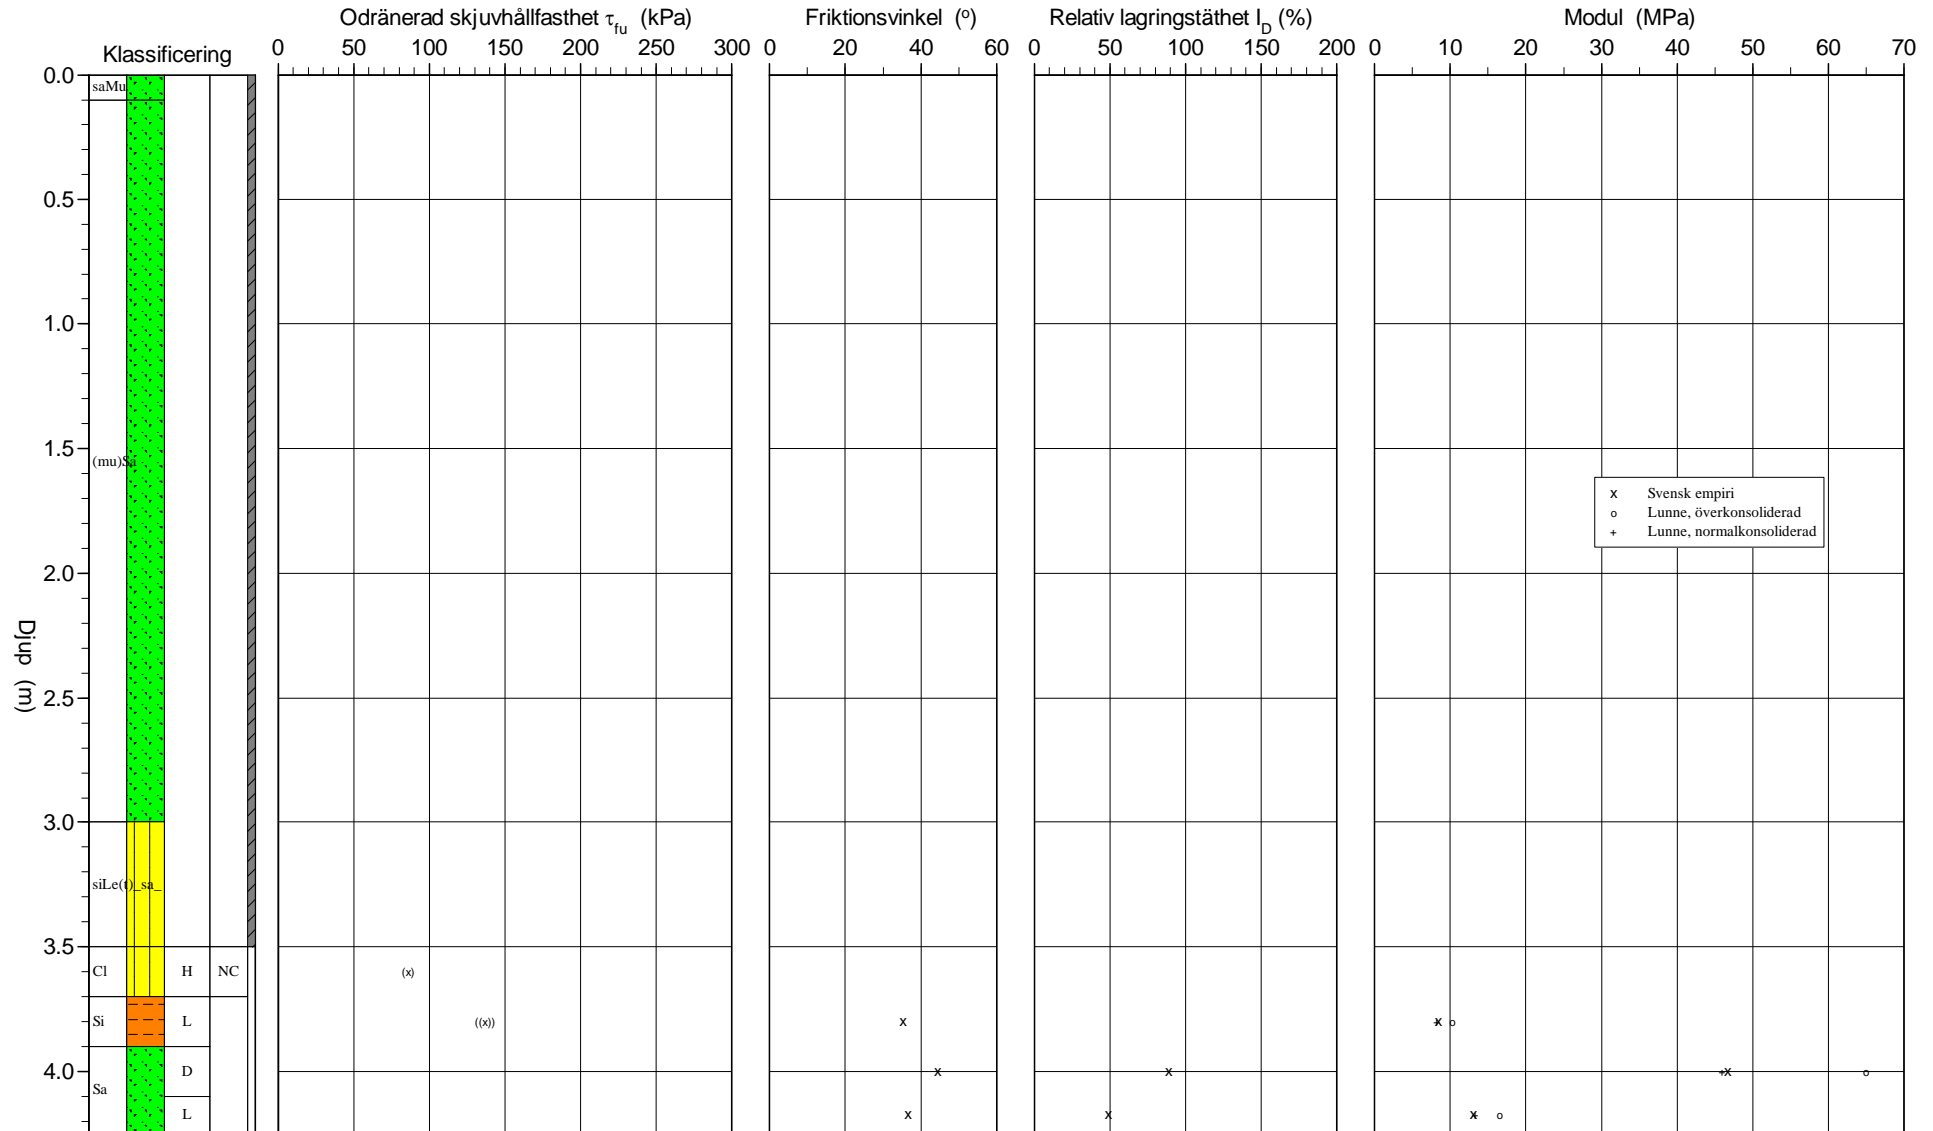 Odränerad skjuvhållfasthet τfu (kPa)
Friktionsvinkel (o)
Relativ lagringstäthet ID (%)
Modul (MPa)
Klassificering
0 50 100 150 200 250 300
0 20 40 60
0 50 100 150 200
0 10 20 30 40 50 60 70
Djup (m)
0.0
saMu
0.5
1.0
1.5
(mu)Sa
x Svensk empiri
o Lunne, överkonsoliderad
+ Lunne, normalkonsoliderad
2.0
2.5
3.0
siLe(t)_sa_
3.5
Cl H NC (x)
Si L ((x)) x x + o
4.0
D x x + x o
Sa
L x x x + o